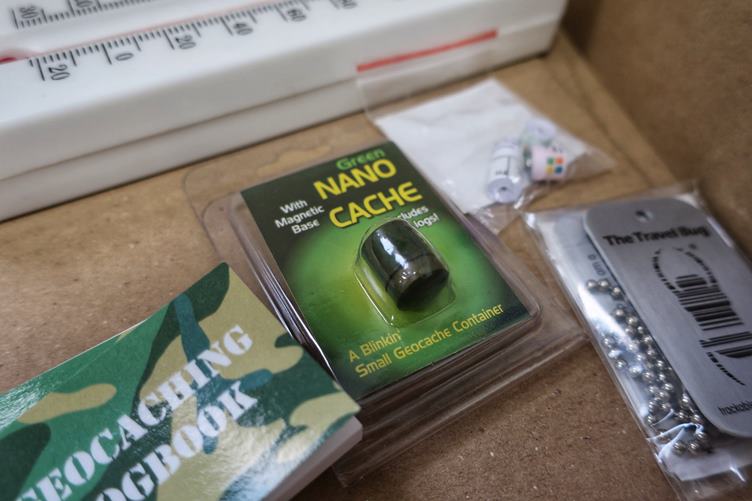 20 0 20 40 60
Green
NANO
CACHE
With
Magnetic
Base
logs!
A Blinkin'
Small Geocache Container
The Travel Bug
GEOCACHING
LOGBOOK